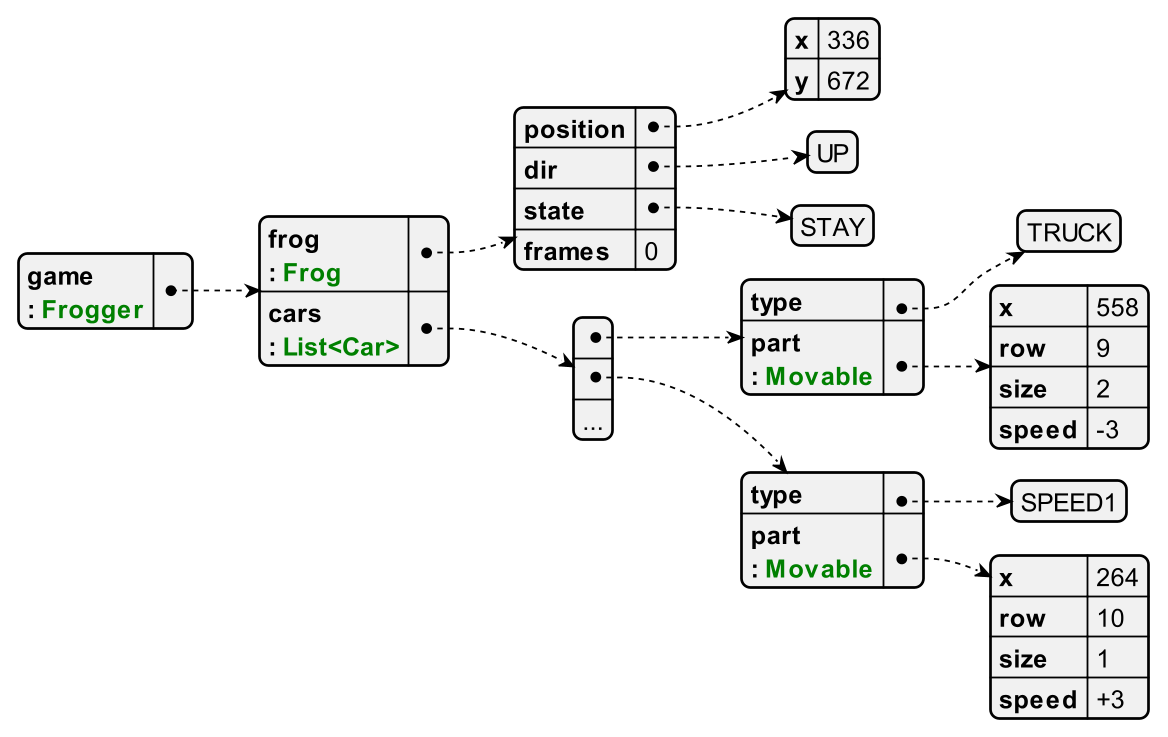 game
: Frogger
frog
: Frog
cars
: List<Car>
position
dir
state
frames 0
x 336
y 672
UP
STAY
...
type
part
: Movable
TRUCK
x 558
row 9
size 2
speed -3
type
part
: Movable
SPEED1
x 264
row 10
size 1
speed +3